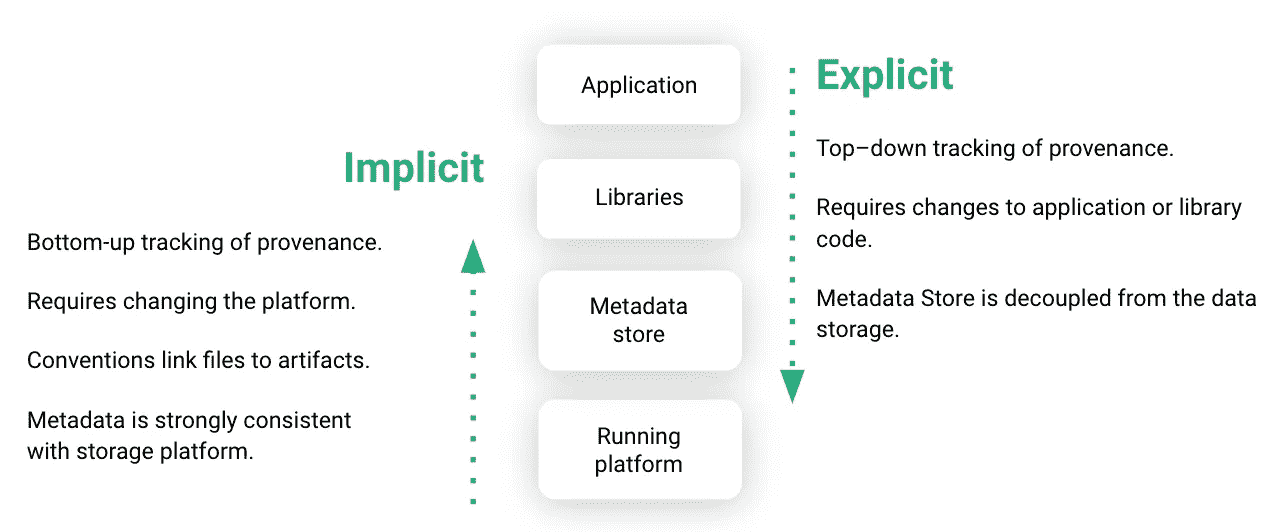 Implicit
Bottom-up tracking of provenance.
Requires changing the platform.
Conventions link files to artifacts.
Metadata is strongly consistent
with storage platform.
Application
Libraries
Metadata
store
Running
platform
Explicit
Top–down tracking of provenance.
Requires changes to application or library
code.
Metadata Store is decoupled from the data
storage.